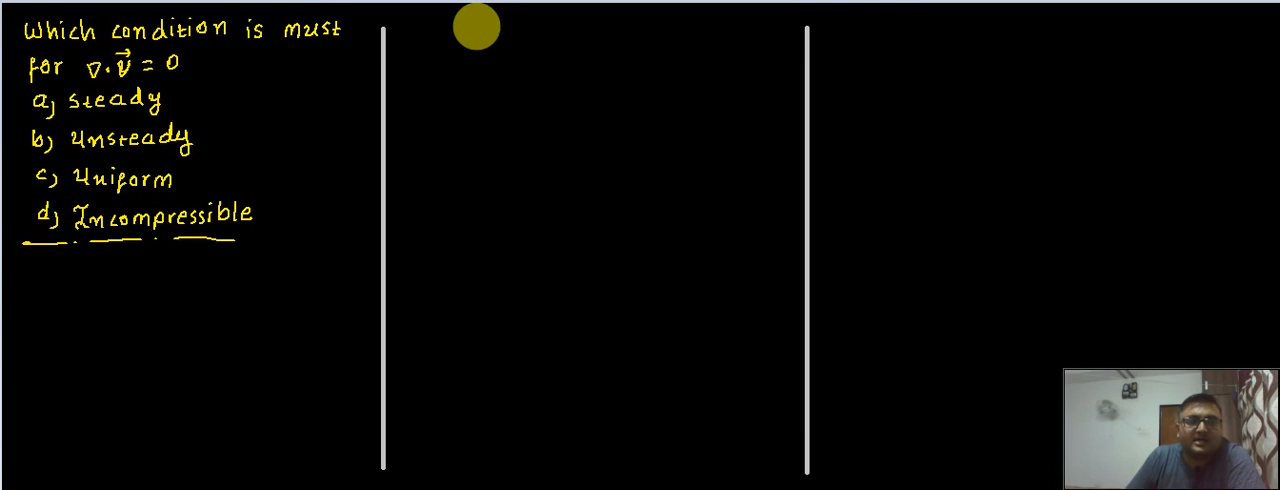 Which condition is must
for ∇.v⃗ = 0
a) steady
b) Unsteady
c) Uniform
d) Incompressible